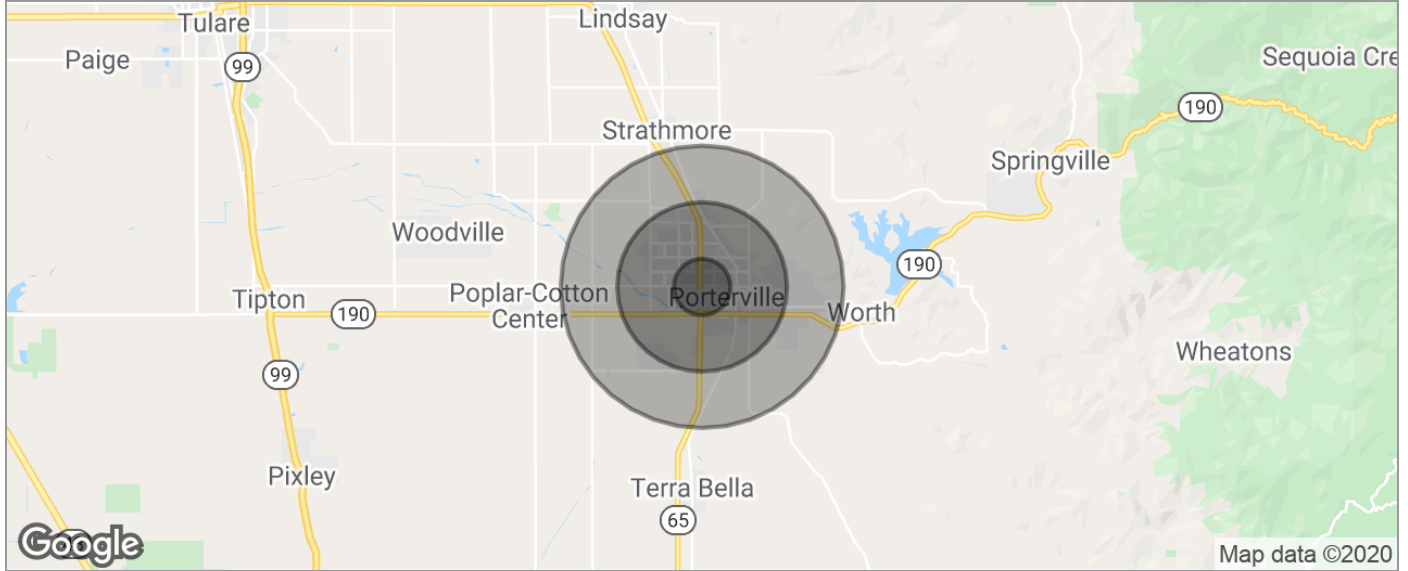 Tulare
Lindsay
Paige
99
Sequoia Cre
190
Strathmore
Springville
Woodville
190
Tipton
190
Poplar-Cotton
Center
Porterville
Worth
Wheatons
99
Pixley
Terra Bella
65
Google
Map data ©2020